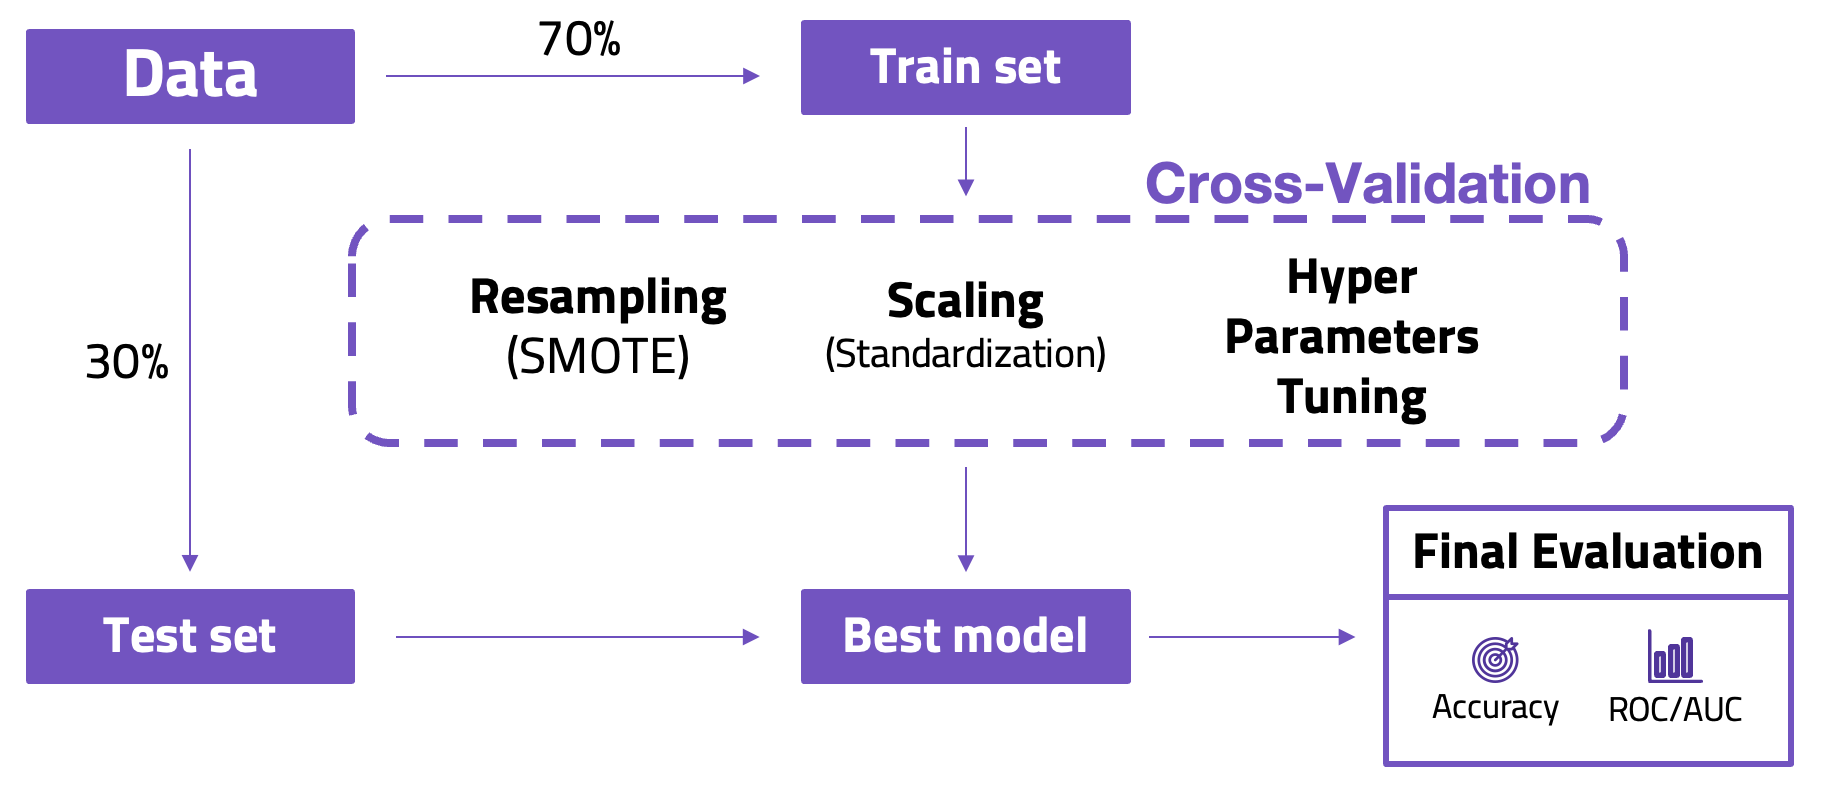 Data
70%
Train set
Cross-Validation
Resampling
(SMOTE)
Scaling
(Standardization)
Hyper
Parameters
Tuning
30%
Test set
Best model
Final Evaluation
Accuracy
ROC/AUC